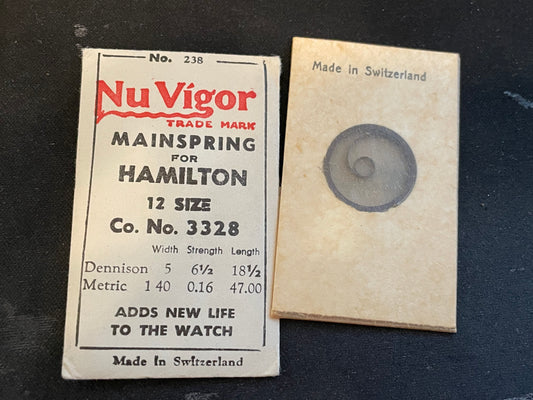 No. 238
Nu Vigor
TRADE MARK
MAINSPRING
FOR
HAMILTON
12 SIZE
Co. No. 3328
Width Strength Length
Dennison 5 6½ 18½
Metric 1 40 0.16 47.00
ADDS NEW LIFE
TO THE WATCH
Made in Switzerland
Made in Switzerland